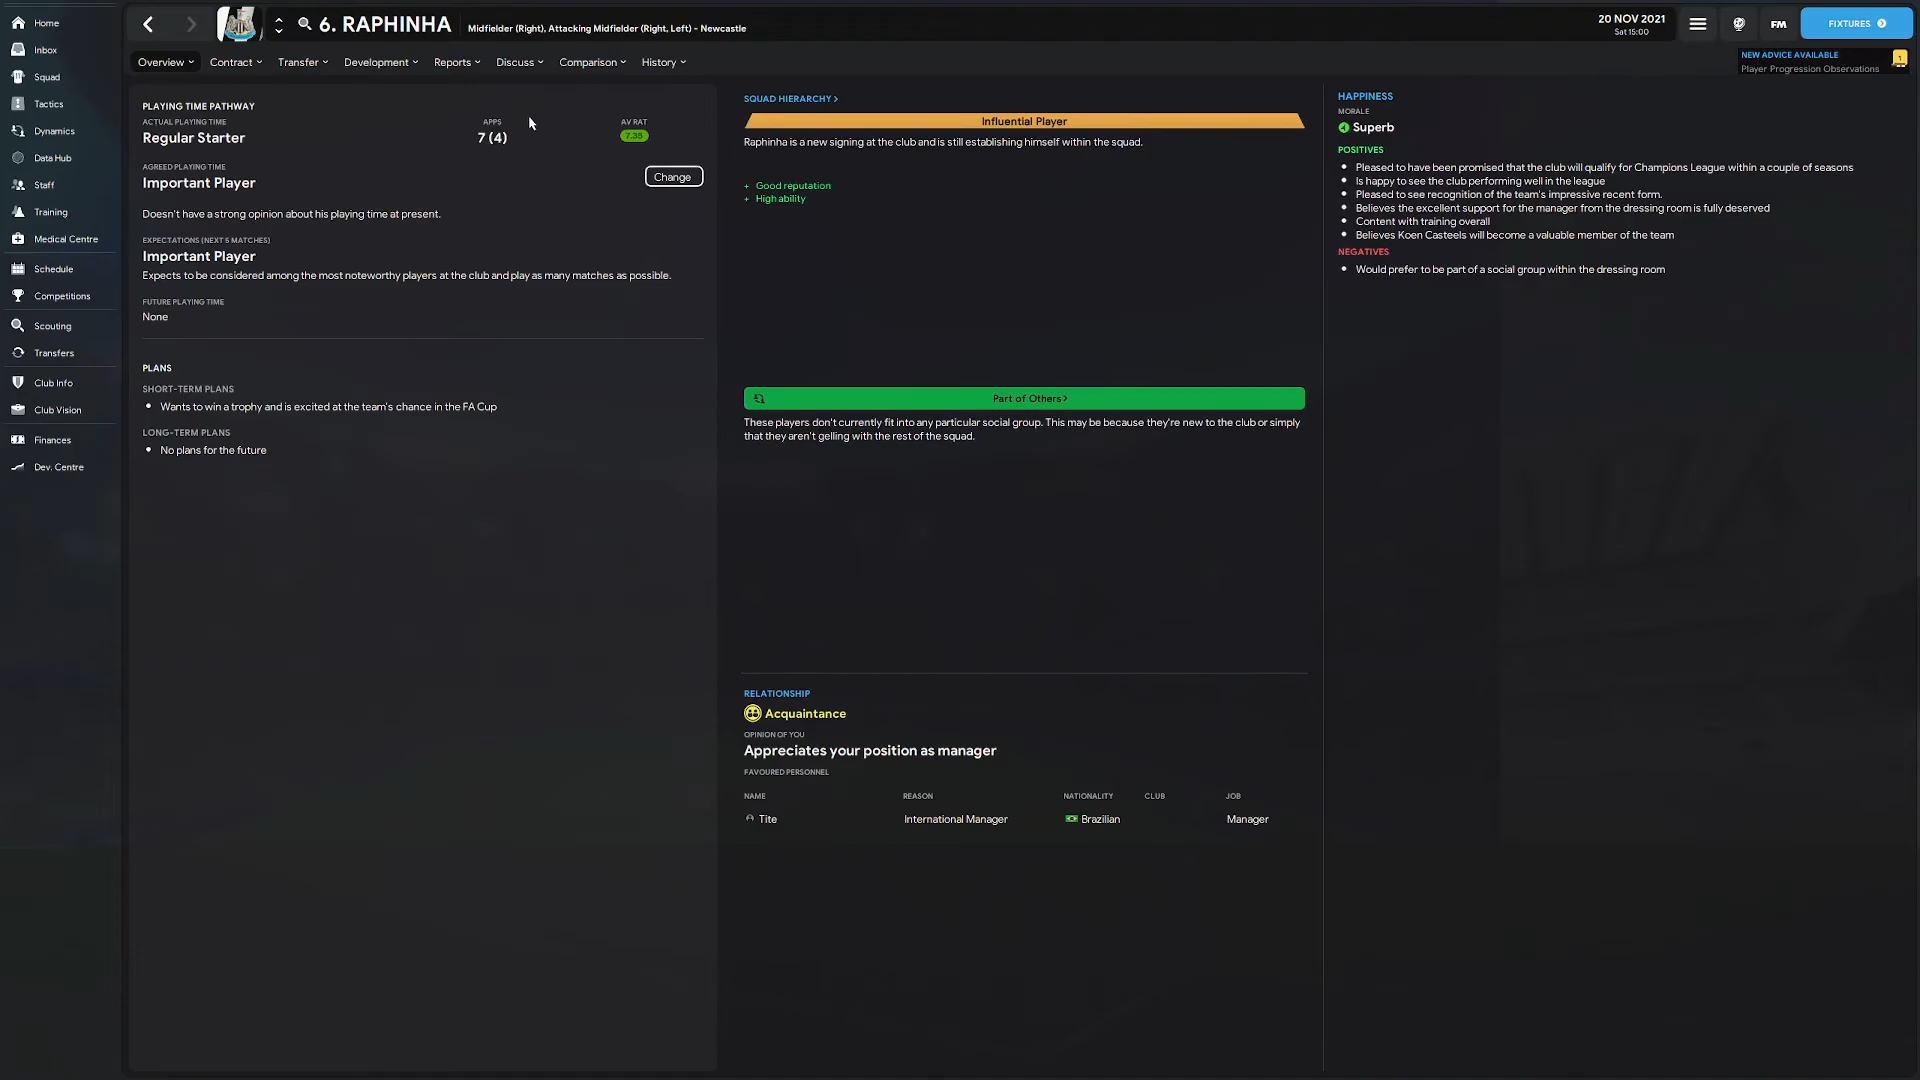 Home
Inbox
Squad
Tactics
Dynamics
Data Hub
Staff
Training
Medical Centre
Schedule
Competitions
Scouting
Transfers
Club Info
Club Vision
Finances
Dev. Centre
6. RAPHINHA
Midfielder (Right), Attacking Midfielder (Right, Left) - Newcastle
20 NOV 2021
Sat 15:00
FM
FIXTURES
Overview
Contract
Transfer
Development
Reports
Discuss
Comparison
History
NEW ADVICE AVAILABLE
Player Progression Observations
1
PLAYING TIME PATHWAY
ACTUAL PLAYING TIME
Regular Starter
APPS
7 (4)
AV RAT
7.35
AGREED PLAYING TIME
Important Player
Change
Doesn't have a strong opinion about his playing time at present.
EXPECTATIONS (NEXT 5 MATCHES)
Important Player
Expects to be considered among the most noteworthy players at the club and play as many matches as possible.
FUTURE PLAYING TIME
None
PLANS
SHORT-TERM PLANS
Wants to win a trophy and is excited at the team's chance in the FA Cup
LONG-TERM PLANS
No plans for the future
SQUAD HIERARCHY >
Influential Player
Raphinha is a new signing at the club and is still establishing himself within the squad.
+ Good reputation
+ High ability
Part of Others>
These players don't currently fit into any particular social group. This may be because they're new to the club or simply
that they aren't gelling with the rest of the squad.
RELATIONSHIP
Acquaintance
OPINION OF YOU
Appreciates your position as manager
FAVOURED PERSONNEL
NAME REASON NATIONALITY CLUB JOB
Tite International Manager Brazilian Manager
HAPPINESS
MORALE
Superb
POSITIVES
Pleased to have been promised that the club will qualify for Champions League within a couple of seasons
Is happy to see the club performing well in the league
Pleased to see recognition of the team's impressive recent form.
Believes the excellent support for the manager from the dressing room is fully deserved
Content with training overall
Believes Koen Casteels will become a valuable member of the team
NEGATIVES
Would prefer to be part of a social group within the dressing room